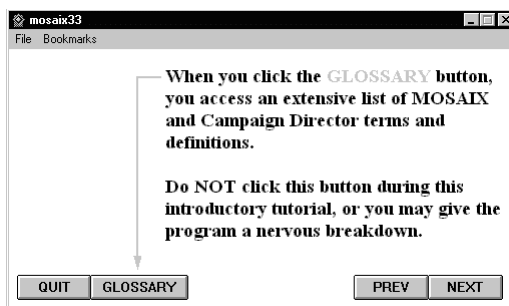 mosaix33
File Bookmarks
When you click the GLOSSARY button,
you access an extensive list of MOSAIX
and Campaign Director terms and
definitions.
Do NOT click this button during this
introductory tutorial, or you may give the
program a nervous breakdown.
QUIT GLOSSARY PREV NEXT